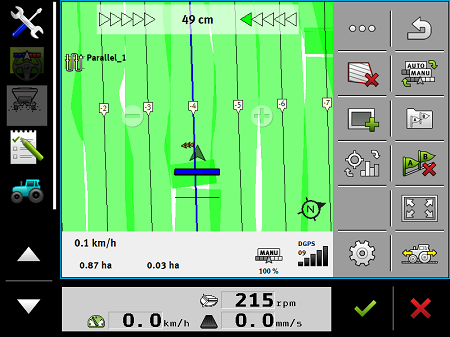 49 cm
AUTO
MANU
Parallel_1
-2
-3
-4
-5
-6
-7
A
B
N
0.1 km/h
MANU
DGPS
09
0.87 ha
0.03 ha
100 %
215 rpm
0.0 km/h
0.0 mm/s